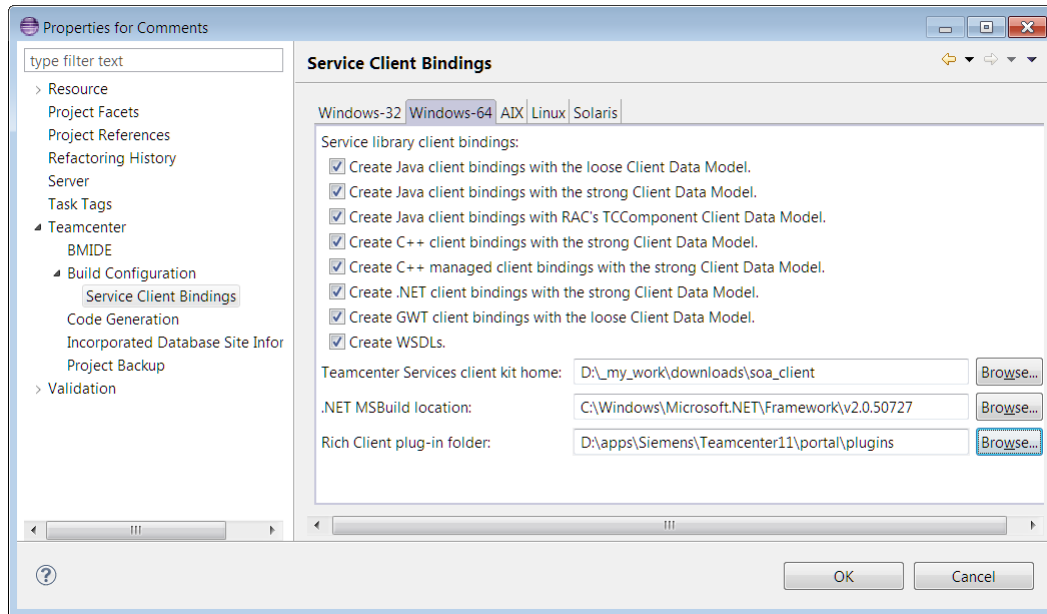 Properties for Comments
type filter text
Resource
Project Facets
Project References
Refactoring History
Server
Task Tags
Teamcenter
BMIDE
Build Configuration
Service Client Bindings
Code Generation
Incorporated Database Site Infor
Project Backup
Validation
Service Client Bindings
Windows-32 Windows-64 AIX Linux Solaris
Service library client bindings:
Create Java client bindings with the loose Client Data Model.
Create Java client bindings with the strong Client Data Model.
Create Java client bindings with RAC's TCComponent Client Data Model.
Create C++ client bindings with the strong Client Data Model.
Create C++ managed client bindings with the strong Client Data Model.
Create .NET client bindings with the strong Client Data Model.
Create GWT client bindings with the loose Client Data Model.
Create WSDLs.
Teamcenter Services client kit home: D:\_my_work\downloads\soa_client Browse...
.NET MSBuild location: C:\Windows\Microsoft.NET\Framework\v2.0.50727 Browse...
Rich Client plug-in folder: D:\apps\Siemens\Teamcenter11\portal\plugins Browse...
? OK Cancel